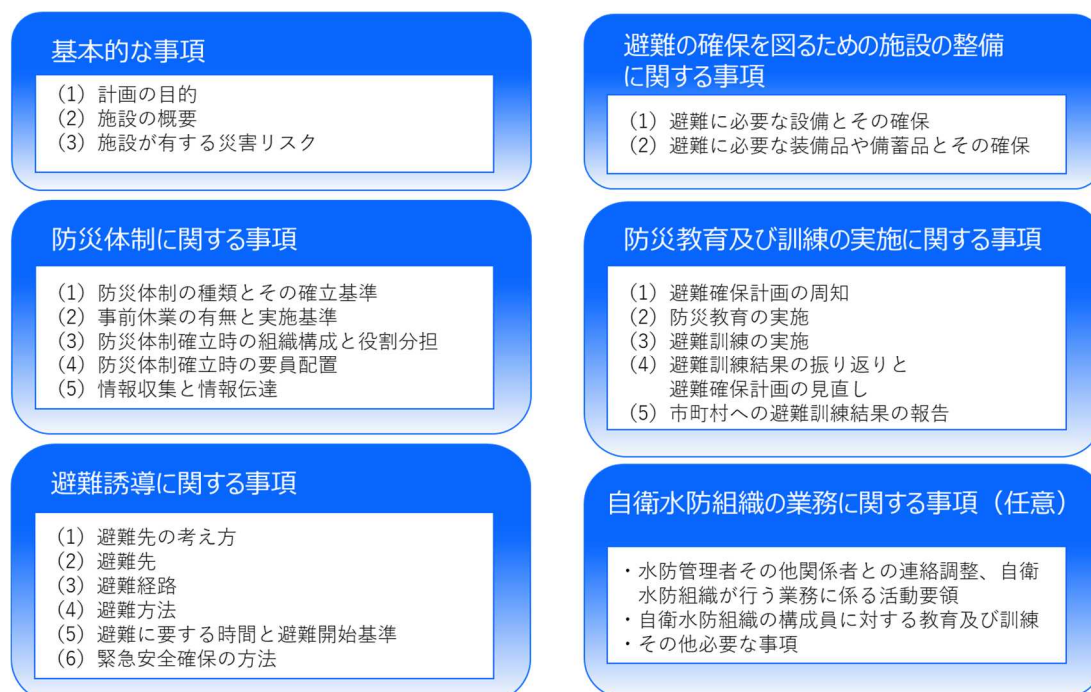 基本的な事項
(1) 計画の目的
(2) 施設の概要
(3) 施設が有する災害リスク
防災体制に関する事項
(1) 防災体制の種類とその確立基準
(2) 事前休業の有無と実施基準
(3) 防災体制確立時の組織構成と役割分担
(4) 防災体制確立時の要員配置
(5) 情報収集と情報伝達
避難誘導に関する事項
(1) 避難先の考え方
(2) 避難先
(3) 避難経路
(4) 避難方法
(5) 避難に要する時間と避難開始基準
(6) 緊急安全確保の方法
避難の確保を図るための施設の整備
に関する事項
(1) 避難に必要な設備とその確保
(2) 避難に必要な装備品や備蓄品とその確保
防災教育及び訓練の実施に関する事項
(1) 避難確保計画の周知
(2) 防災教育の実施
(3) 避難訓練の実施
(4) 避難訓練結果の振り返りと
避難確保計画の見直し
(5) 市町村への避難訓練結果の報告
自衛水防組織の業務に関する事項（任意）
・水防管理者その他関係者との連絡調整、自衛
水防組織が行う業務に係る活動要領
・自衛水防組織の構成員に対する教育及び訓練
・その他必要な事項